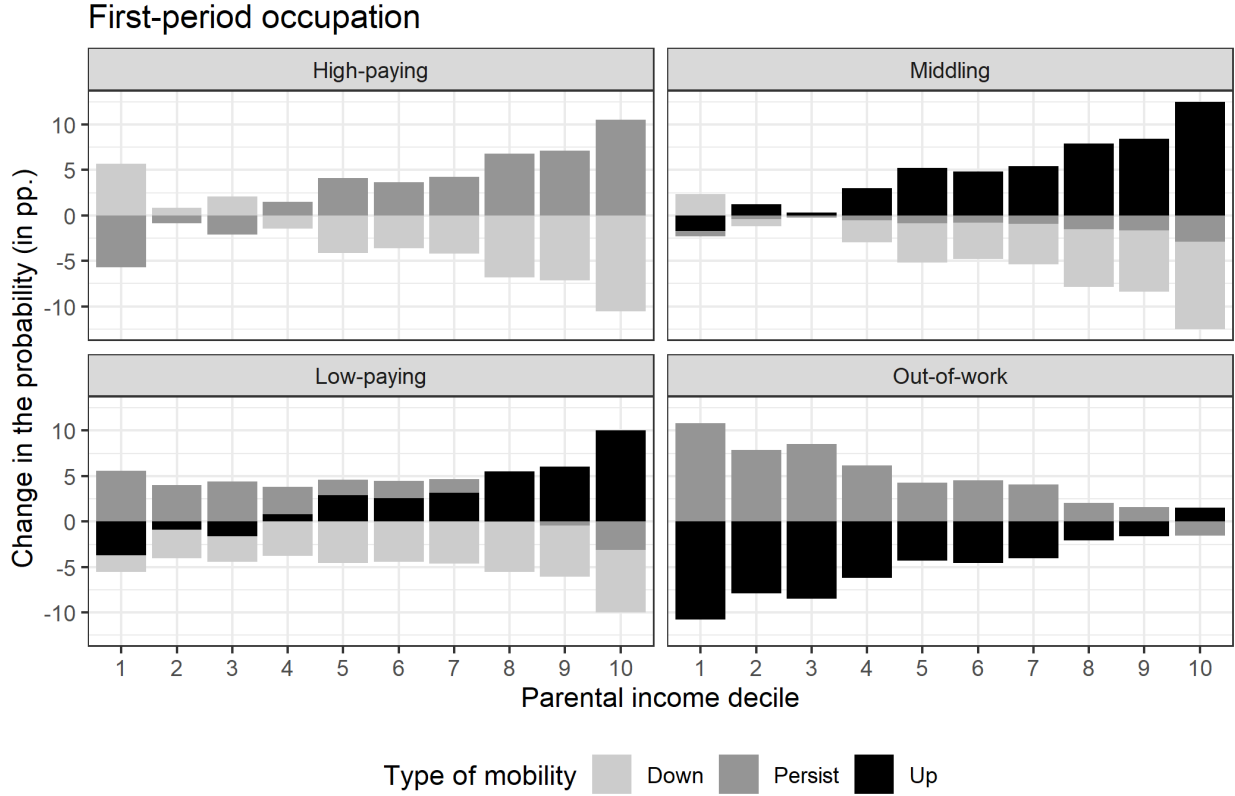 First-period occupation
High-paying
Middling
10
5
0
-5
-10
Low-paying
Out-of-work
10
5
0
-5
-10
1 2 3 4 5 6 7 8 9 10
1 2 3 4 5 6 7 8 9 10
Change in the probability (in pp.)
Parental income decile
Type of mobility Down Persist Up